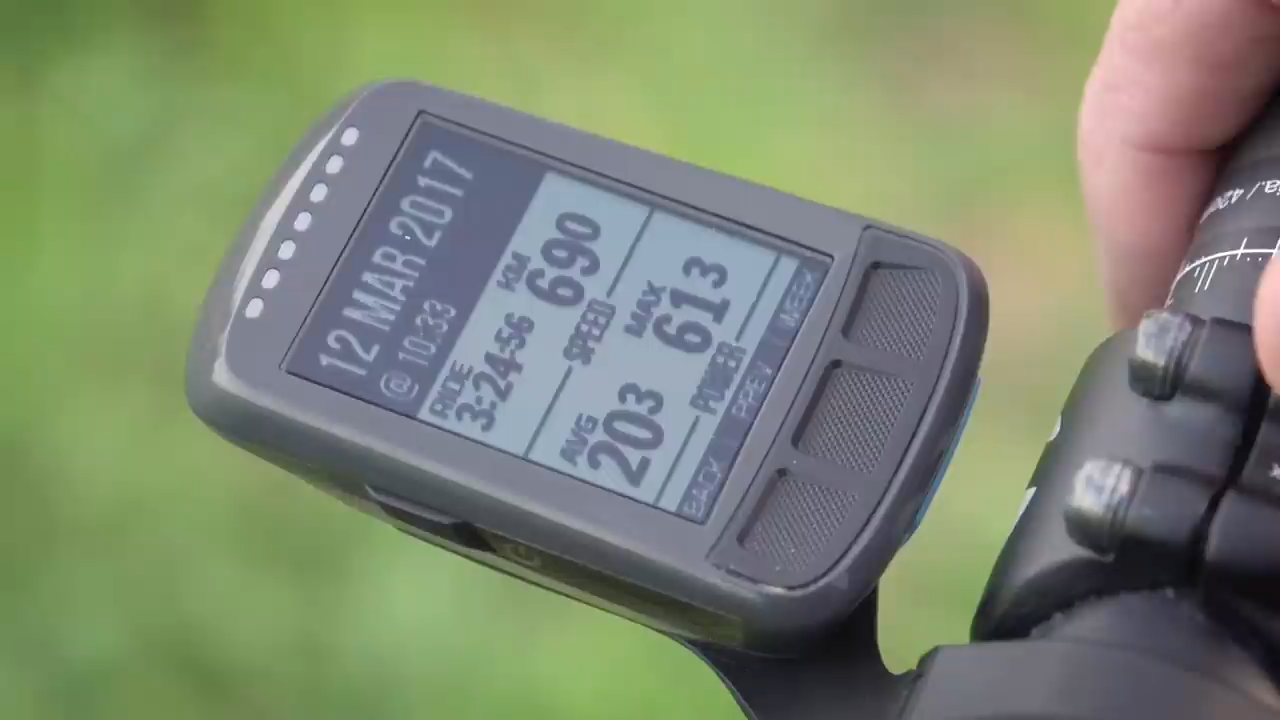 12 MAR 2017
@ 10:33
RIDE KM
3:24:56 690
SPEED
AVG MAX
203 613
POWER
BACK PREV WEEK